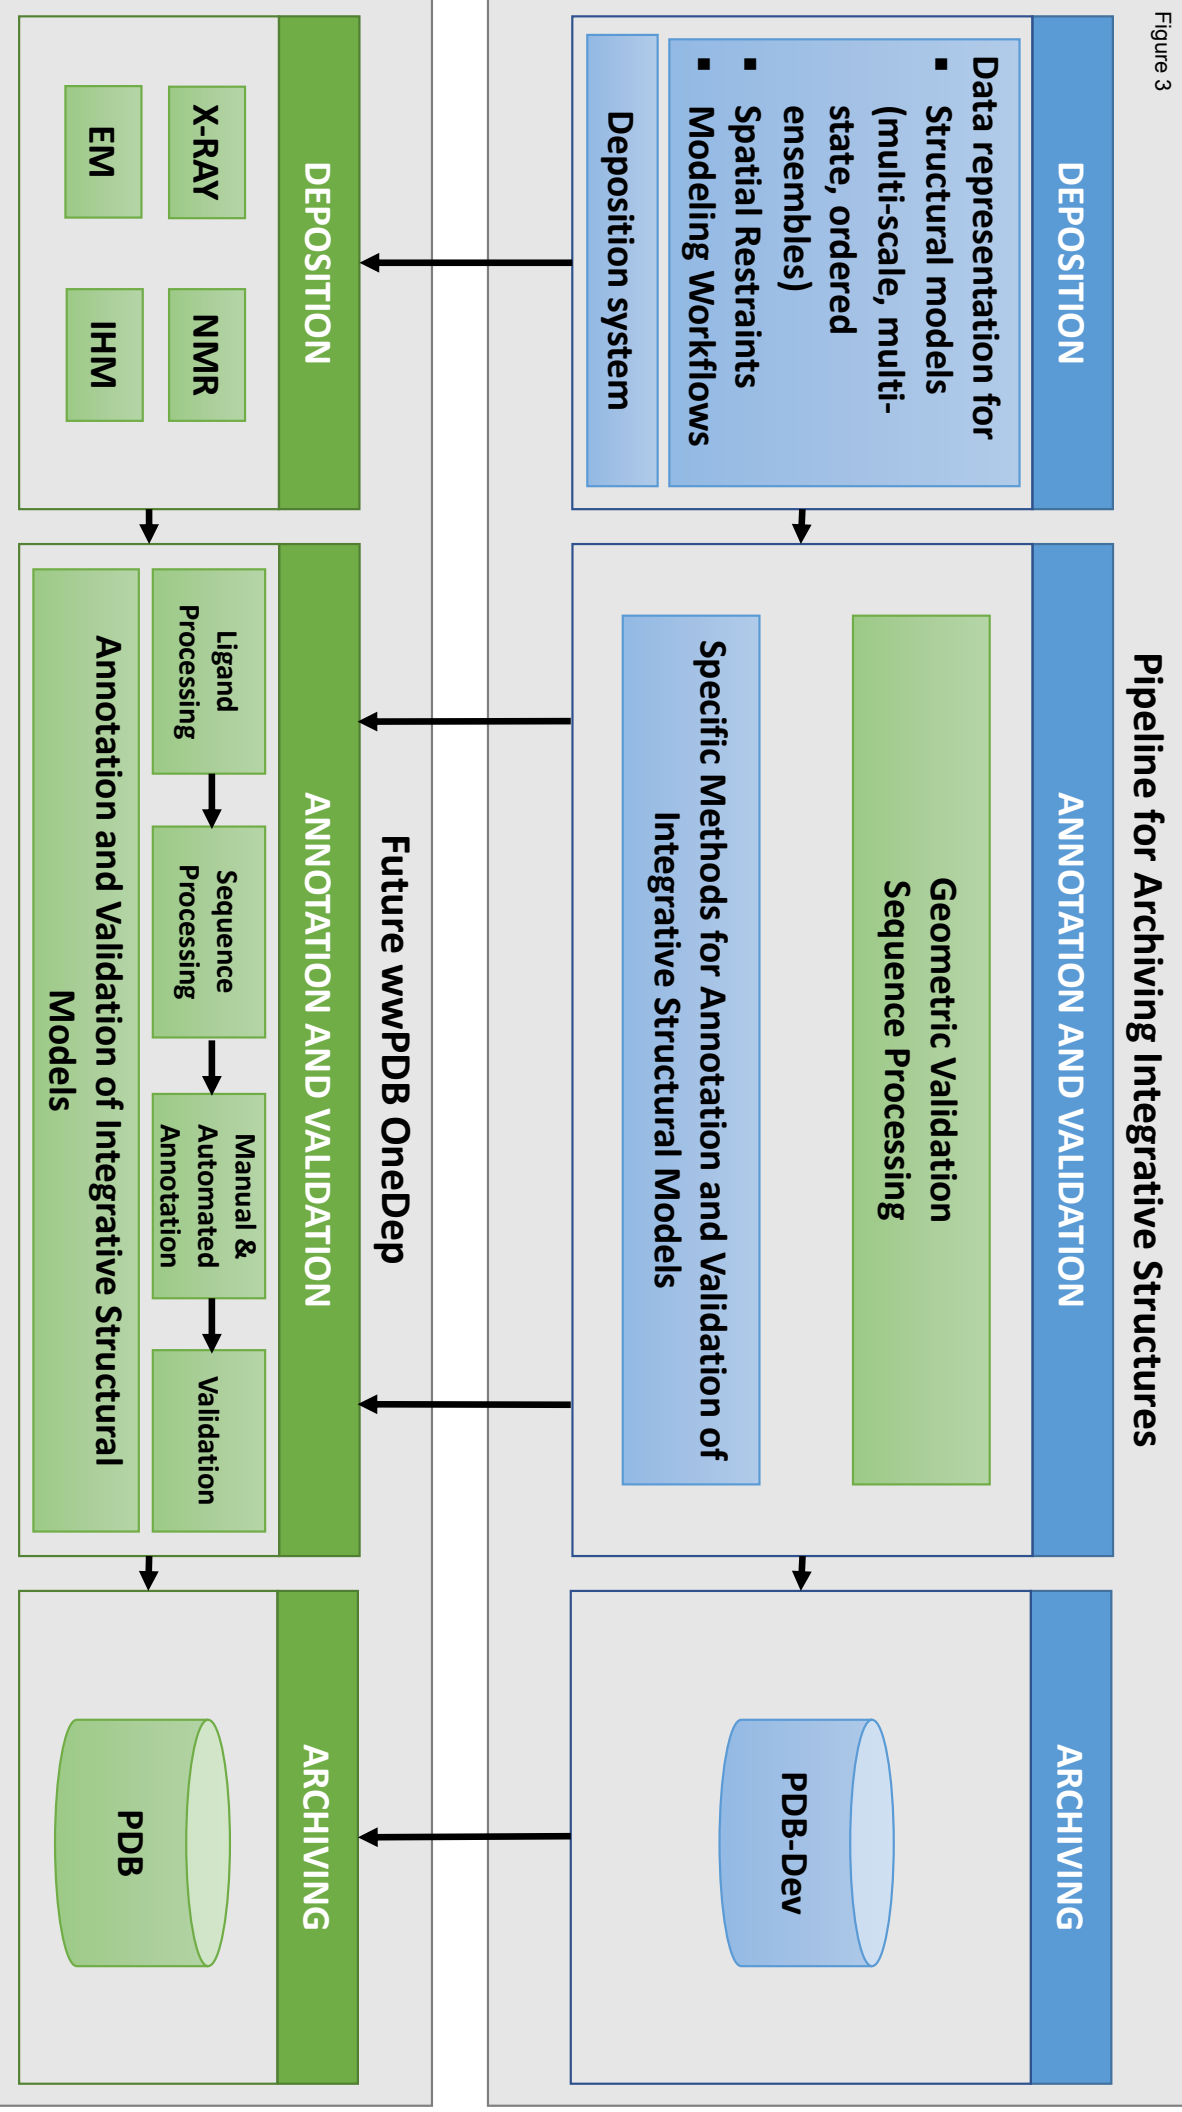 Figure 3
Pipeline for Archiving Integrative Structures
DEPOSITION
Data representation for
▪ Structural models
(multi-scale, multi-
state, ordered
ensembles)
▪ Spatial Restraints
▪ Modeling Workflows
Deposition system
ANNOTATION AND VALIDATION
Geometric Validation
Sequence Processing
Specific Methods for Annotation and Validation of
Integrative Structural Models
ARCHIVING
PDB-Dev
Future wwPDB OneDep
DEPOSITION
X-RAY
NMR
EM
IHM
ANNOTATION AND VALIDATION
Ligand
Processing
Sequence
Processing
Manual &
Automated
Annotation
Validation
Annotation and Validation of Integrative Structural
Models
ARCHIVING
PDB